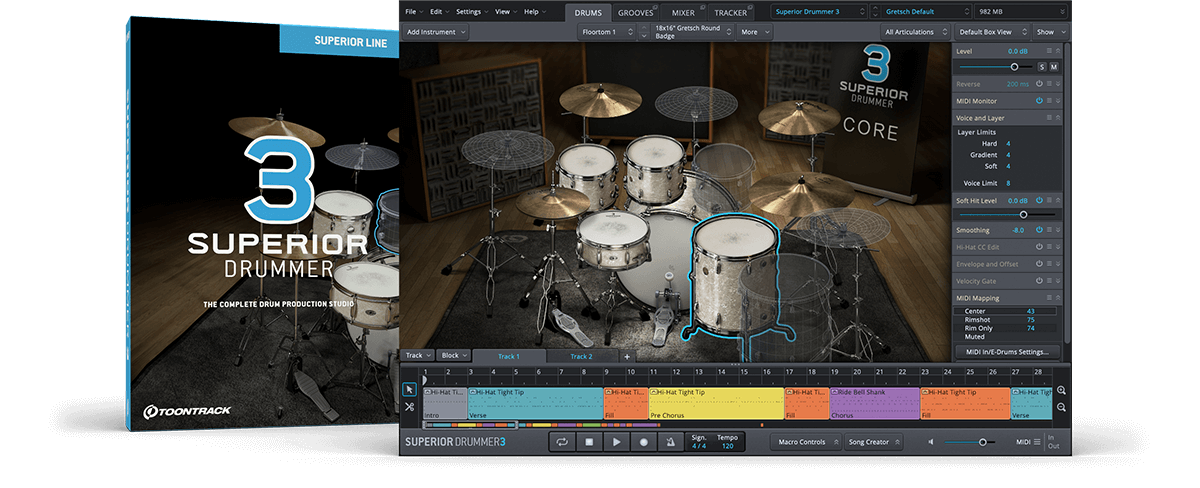 SUPERIOR LINE
3
SUPERIOR
DRUMMER
THE COMPLETE DRUM PRODUCTION STUDIO
TOONTRACK
File Edit Settings View Help
DRUMS GROOVES MIXER TRACKER
Superior Drummer 3 Gretsch Default 982 MB
Add Instrument Floortom 1 18x16" Gretsch Round Badge More All Articulations Default Box View Show
3
SUPERIOR
DRUMMER
CORE
Level 0.0 dB
S M
Reverse 200 ms
MIDI Monitor
Voice and Layer
Layer Limits
Hard 4
Gradient 4
Soft 4
Voice Limit 8
Soft Hit Level 0.0 dB
Smoothing -8.0
Hi-Hat CC Edit
Envelope and Offset
Velocity Gate
MIDI Mapping
Center 43
Rimshot 75
Rim Only 74
Muted
MIDI In/E-Drums Settings...
Track Block Track 1 Track 2 +
1 2 3 4 5 6 7 8 9 10 11 12 13 14 15 16 17 18 19 20 21 22 23 24 25 26 27 28
Hi-Hat Ti... Hi-Hat Tight Tip Hi-Hat T... Hi-Hat Tight Tip Hi-Hat T... Ride Bell Shank Hi-Hat Tight Tip Hi-Hat Ti
Intro Verse Fill Pre Chorus Fill Chorus Fill Verse
SUPERIOR DRUMMER 3
Sign. 4 / 4 Tempo 120
Macro Controls Song Creator MIDI In Out